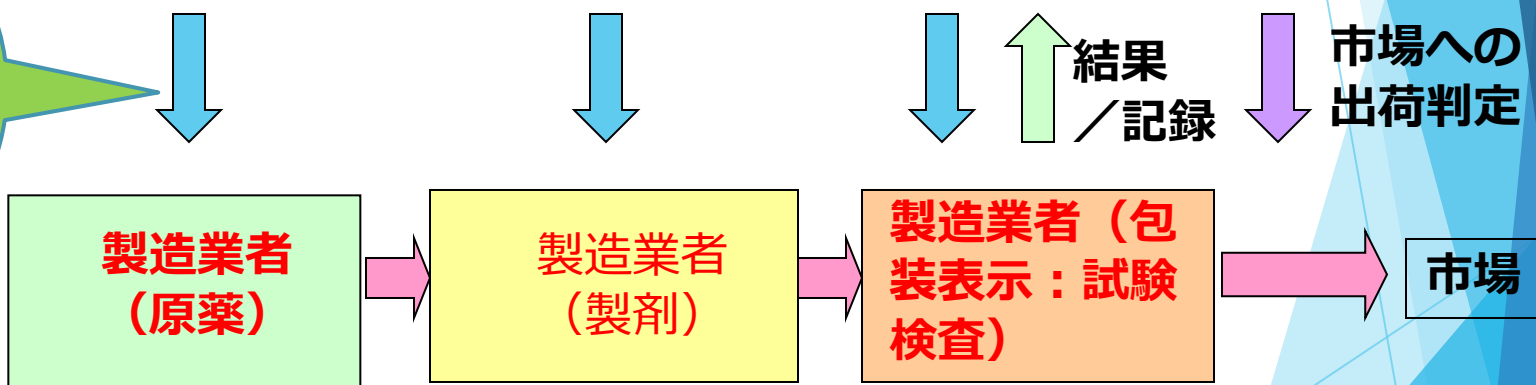 結果
／記録
市場への
出荷判定
製造業者
（原薬）
製造業者
（製剤）
製造業者（包
装表示：試験
検査）
市場